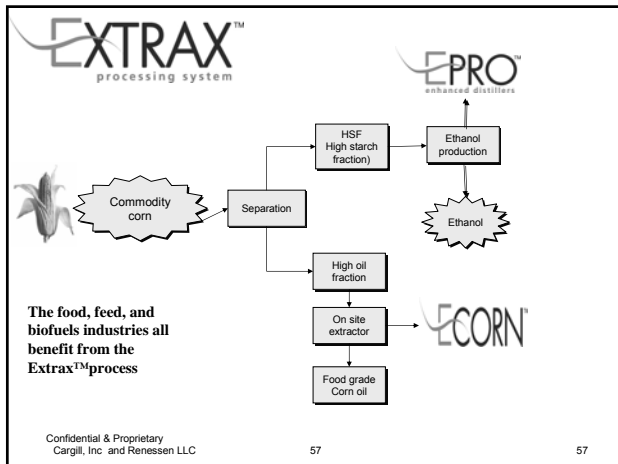 EXTRAX™
processing system
EPRO™
enhanced distillers
HSF
High starch
fraction)
Ethanol
production
Commodity
corn
Separation
Ethanol
High oil
fraction
The food, feed, and
biofuels industries all
benefit from the
Extrax™process
On site
extractor
ECORN™
Food grade
Corn oil
Confidential & Proprietary
Cargill, Inc and Renessen LLC 57 57